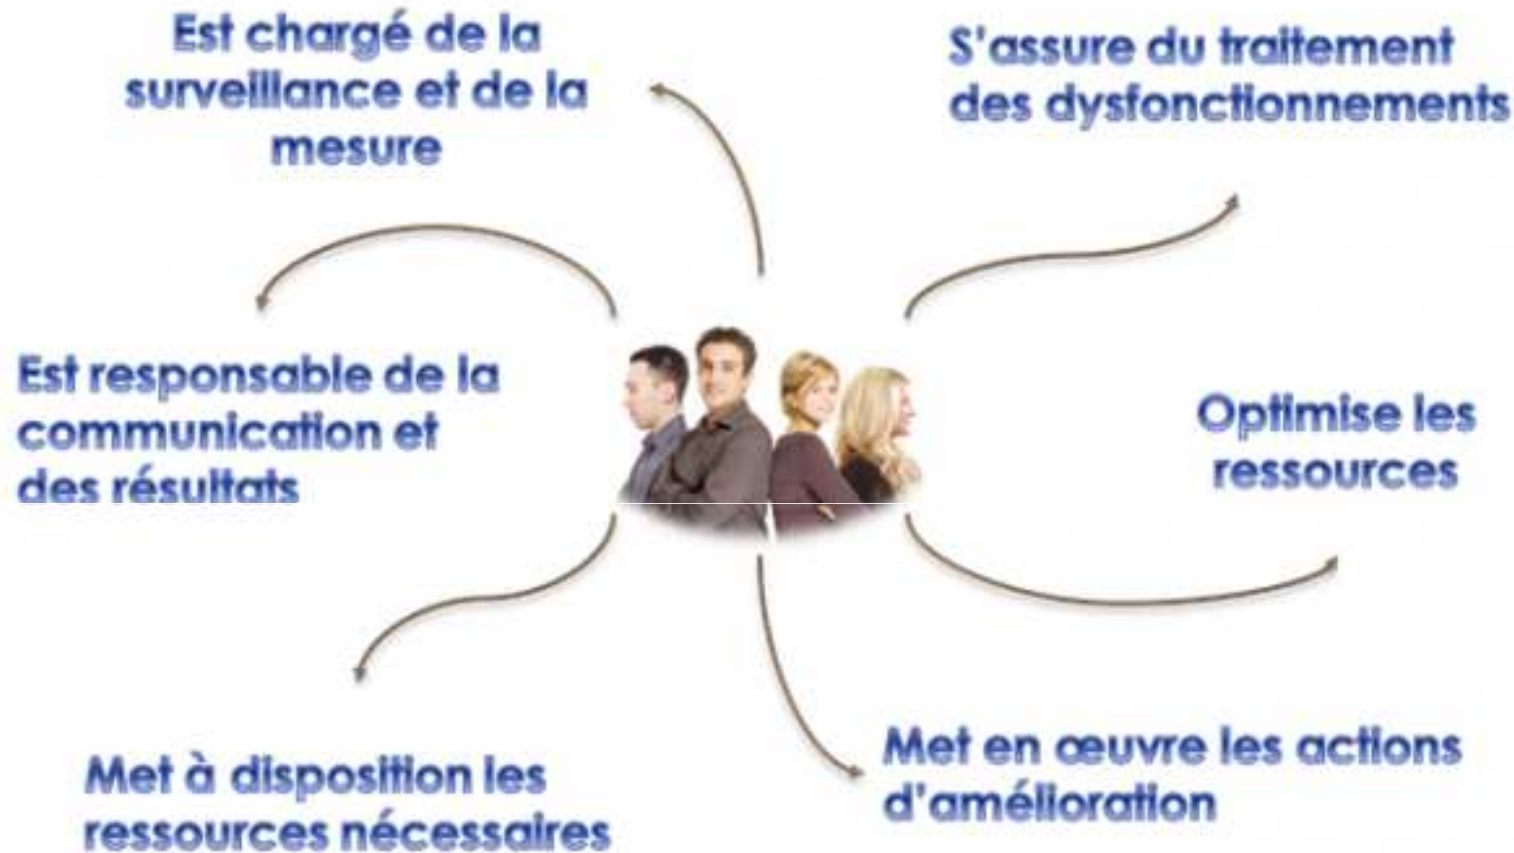 Est chargé de la
surveillance et de la
mesure
S'assure du traitement
des dysfonctionnements
Est responsable de la
communication et
des résultats
Optimise les
ressources
Met à disposition les
ressources nécessaires
Met en œuvre les actions
d'amélioration